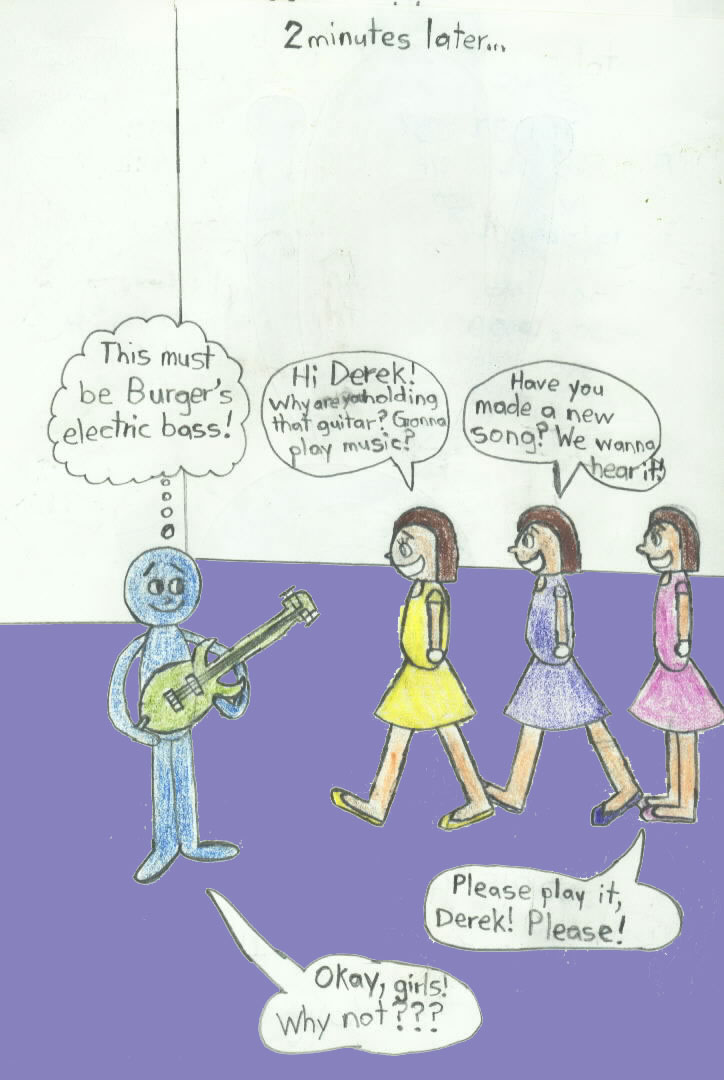 2 minutes later...
This must
be Burger's
electric bass!
Hi Derek!
Why are you holding
that guitar? Gonna
play music?
Have you
made a new
song? We wanna
hear it!
Please play it,
Derek! Please!
Okay, girls!
Why not???